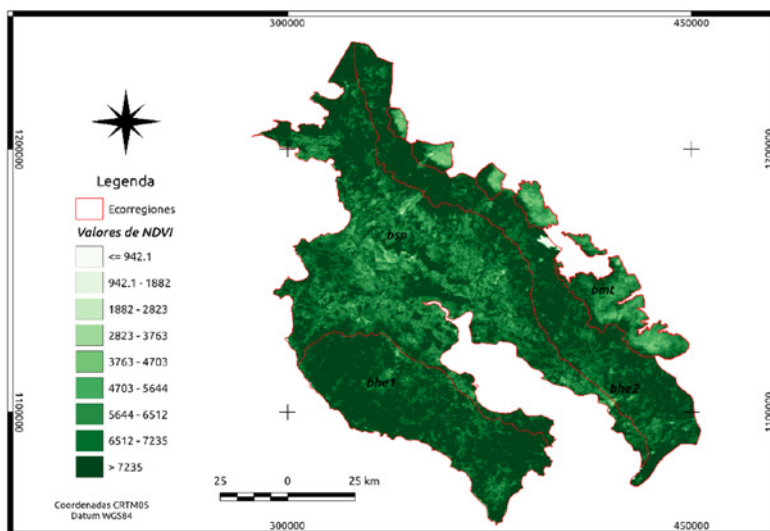 300000
450000
1200000
1200000
Legenda
Ecorregiones
Valores de NDVI
<= 942.1
942.1 - 1882
1882 - 2823
2823 - 3763
3763 - 4703
4703 - 5644
5644 - 6512
6512 - 7235
> 7235
bsp
bmt
bhe1
bhe2
1100000
1100000
25
0
25 km
Coordenadas CRTM05
Datum WGS84
300000
450000